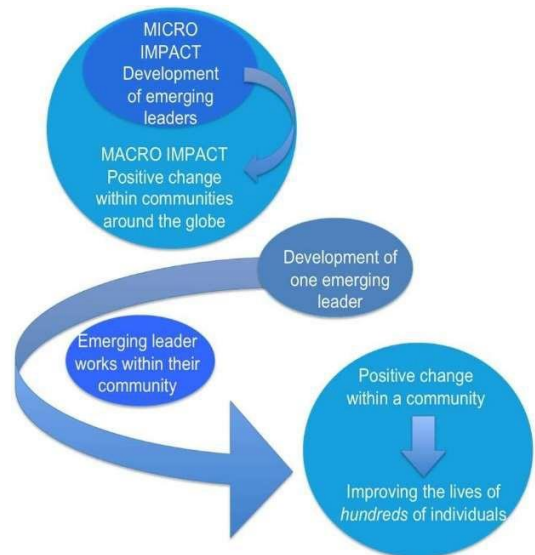 MICRO
IMPACT
Development
of emerging
leaders
MACRO IMPACT
Positive change
within communities
around the globe
Development of
one emerging
leader
Emerging leader
works within their
community
Positive change
within a community
Improving the lives of
hundreds of individuals